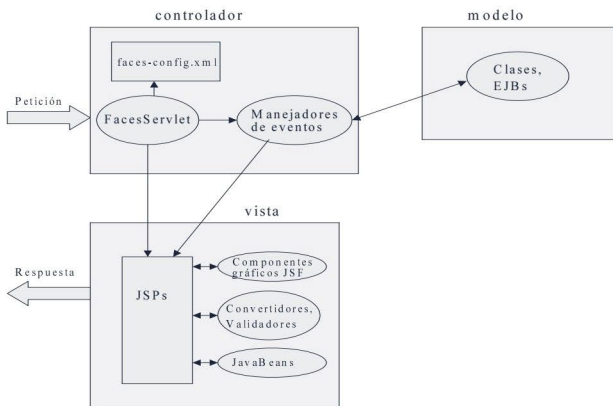 controlador
modelo
faces-config.xml
Petición
FacesServlet
Manejadores
de eventos
Clases,
EJBs
vista
Respuesta
JSPs
Componentes
gráficos JSF
Convertidores,
Validadores
JavaBeans